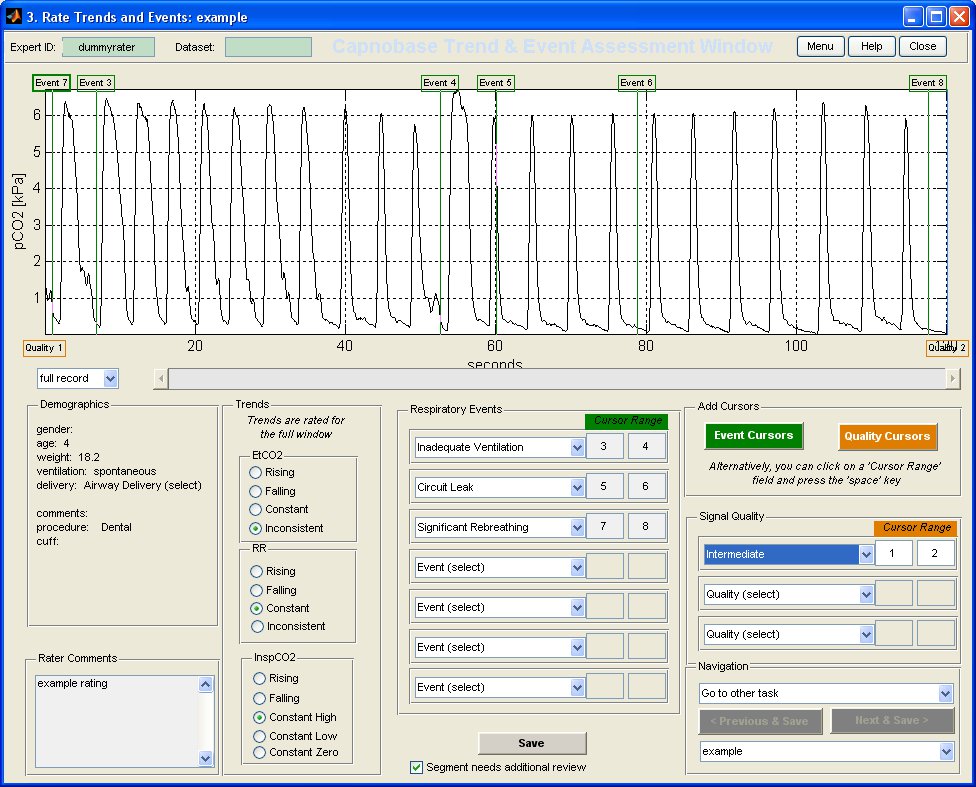 3. Rate Trends and Events: example
Expert ID: dummyrater Dataset: Capnobase Trend & Event Assessment Window Menu Help Close
Event 7 Event 3 Event 4 Event 5 Event 6 Event 8
6
5
4
3
2
1
pCO2 [kPa]
Quality 1 20 40 60 80 100 Quality 2
seconds
full record
Demographics
gender:
age: 4
weight: 18.2
ventilation: spontaneous
delivery: Airway Delivery (select)
comments:
procedure: Dental
cuff:
Rater Comments
example rating
Trends
Trends are rated for
the full window
EtCO2
Rising
Falling
Constant
Inconsistent
RR
Rising
Falling
Constant
Inconsistent
InspCO2
Rising
Falling
Constant High
Constant Low
Constant Zero
Respiratory Events
Cursor Range
Inadequate Ventilation 3 4
Circuit Leak 5 6
Significant Rebreathing 7 8
Event (select)
Event (select)
Event (select)
Event (select)
Save
Segment needs additional review
Add Cursors
Event Cursors Quality Cursors
Alternatively, you can click on a 'Cursor Range'
field and press the 'space' key
Signal Quality
Cursor Range
Intermediate 1 2
Quality (select)
Quality (select)
Navigation
Go to other task
< Previous & Save Next & Save >
example